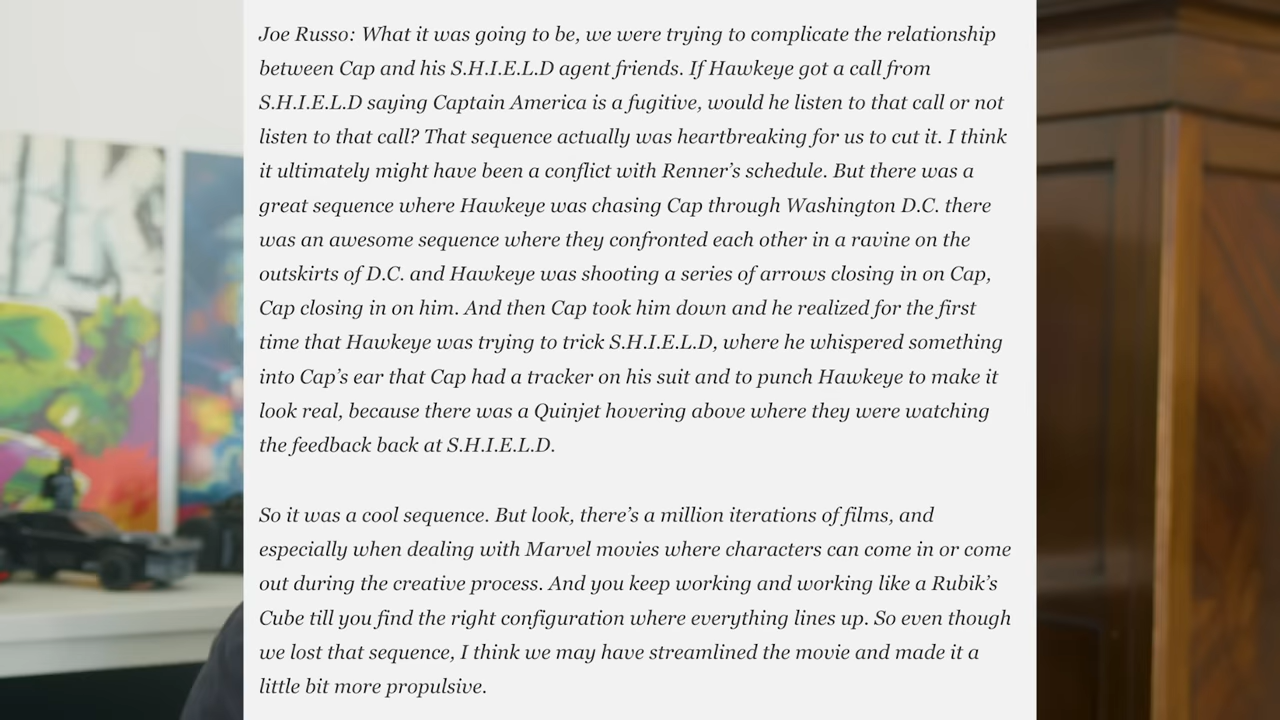 Joe Russo: What it was going to be, we were trying to complicate the relationship
between Cap and his S.H.I.E.L.D agent friends. If Hawkeye got a call from
S.H.I.E.L.D saying Captain America is a fugitive, would he listen to that call or not
listen to that call? That sequence actually was heartbreaking for us to cut it. I think
it ultimately might have been a conflict with Renner’s schedule. But there was a
great sequence where Hawkeye was chasing Cap through Washington D.C. there
was an awesome sequence where they confronted each other in a ravine on the
outskirts of D.C. and Hawkeye was shooting a series of arrows closing in on Cap,
Cap closing in on him. And then Cap took him down and he realized for the first
time that Hawkeye was trying to trick S.H.I.E.L.D, where he whispered something
into Cap’s ear that Cap had a tracker on his suit and to punch Hawkeye to make it
look real, because there was a Quinjet hovering above where they were watching
the feedback back at S.H.I.E.L.D.
So it was a cool sequence. But look, there’s a million iterations of films, and
especially when dealing with Marvel movies where characters can come in or come
out during the creative process. And you keep working and working like a Rubik’s
Cube till you find the right configuration where everything lines up. So even though
we lost that sequence, I think we may have streamlined the movie and made it a
little bit more propulsive.